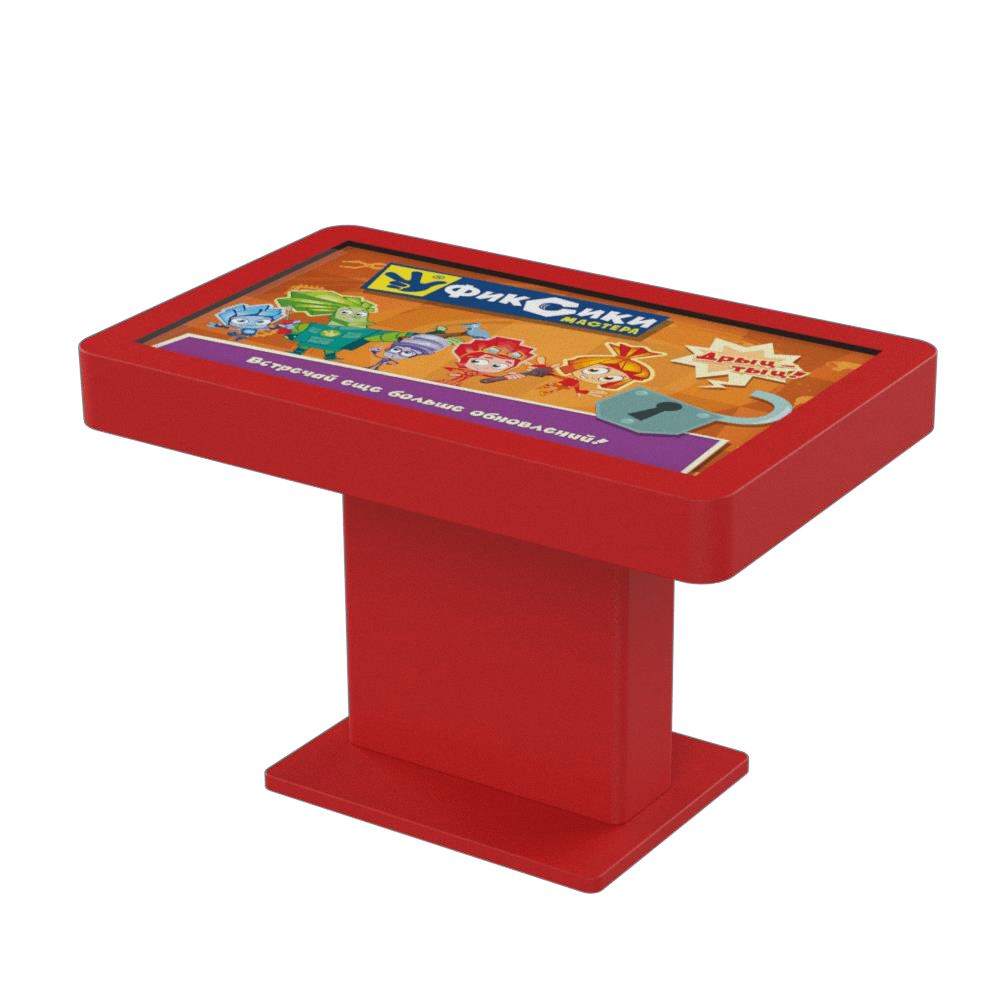 ®
ФИКСИКИ
МАСТЕРА
Дрыц-
тыц!!
Встречай еще больше обновлений!